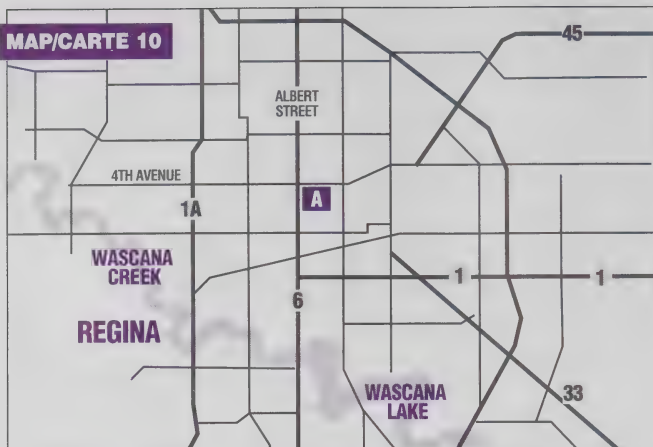 MAP/CARTE 10
45
ALBERT
STREET
4TH AVENUE
1A
A
WASCANA
CREEK
1
1
6
REGINA
WASCANA
LAKE
33